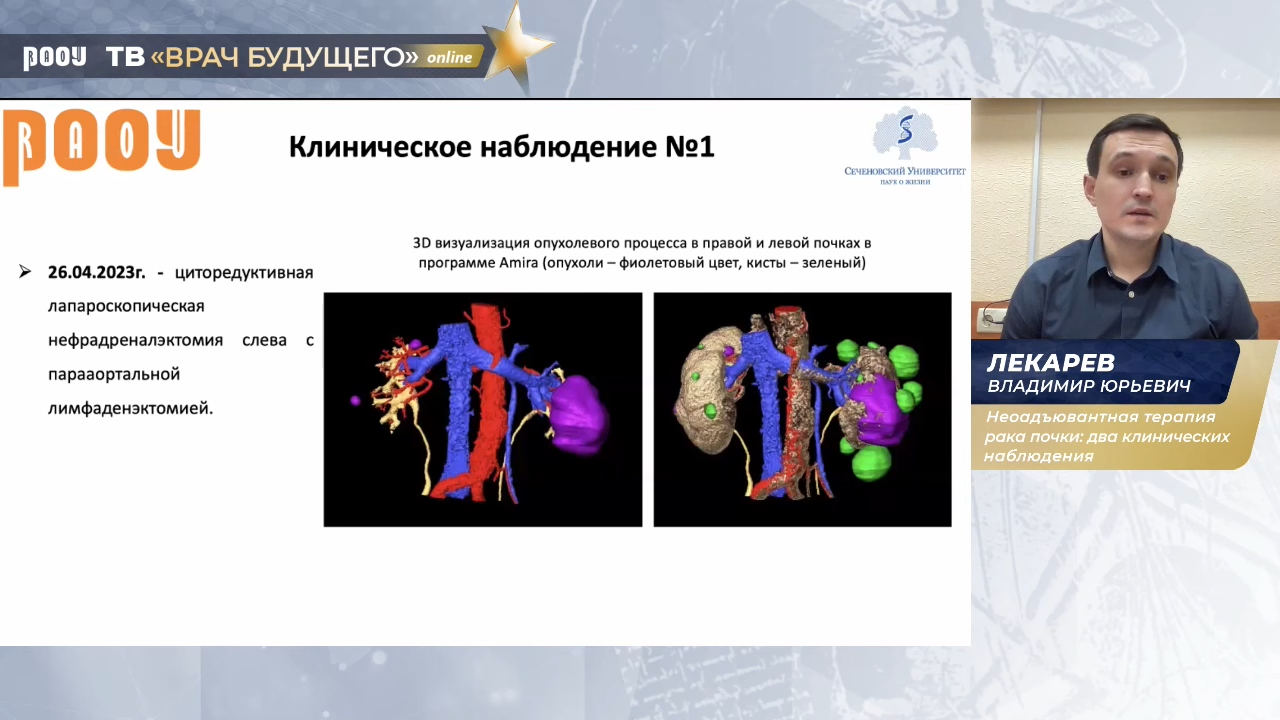 РООУ ТВ «ВРАЧ БУДУЩЕГО» online
RAOU
Клиническое наблюдение №1
СЕЧЕНОВСКИЙ УНИВЕРСИТЕТ
НАУК О ЖИЗНИ
3D визуализация опухолевого процесса в правой и левой почках в
программе Amira (опухоли – фиолетовый цвет, кисты – зеленый)
➢ 26.04.2023г. - циторедуктивная
лапароскопическая
нефрадреналэктомия слева с
парааортальной
лимфаденэктомией.
ЛЕКАРЕВ
ВЛАДИМИР ЮРЬЕВИЧ
Неоадъювантная терапия
рака почки: два клинических
наблюдения